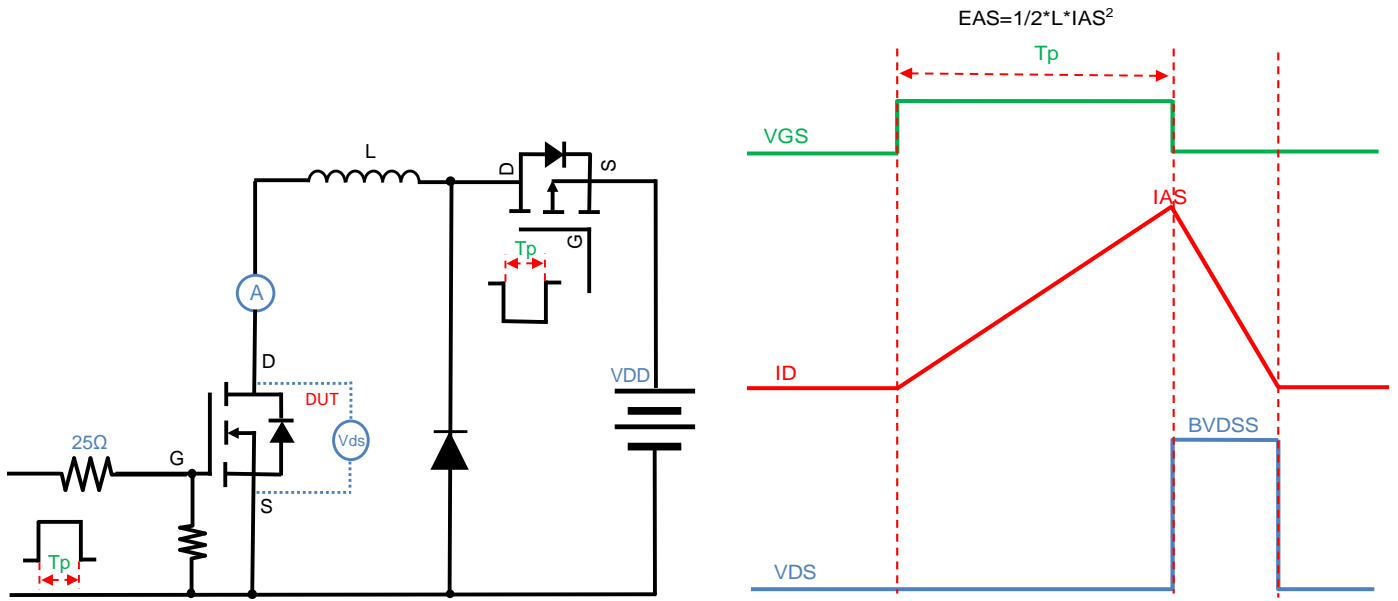 EAS=1/2*L*IAS²
Tp
VGS
L
D
S
G
Tp
IAS
A
D
VDD
ID
DUT
Vds
BVDSS
25Ω
G
S
Tp
VDS